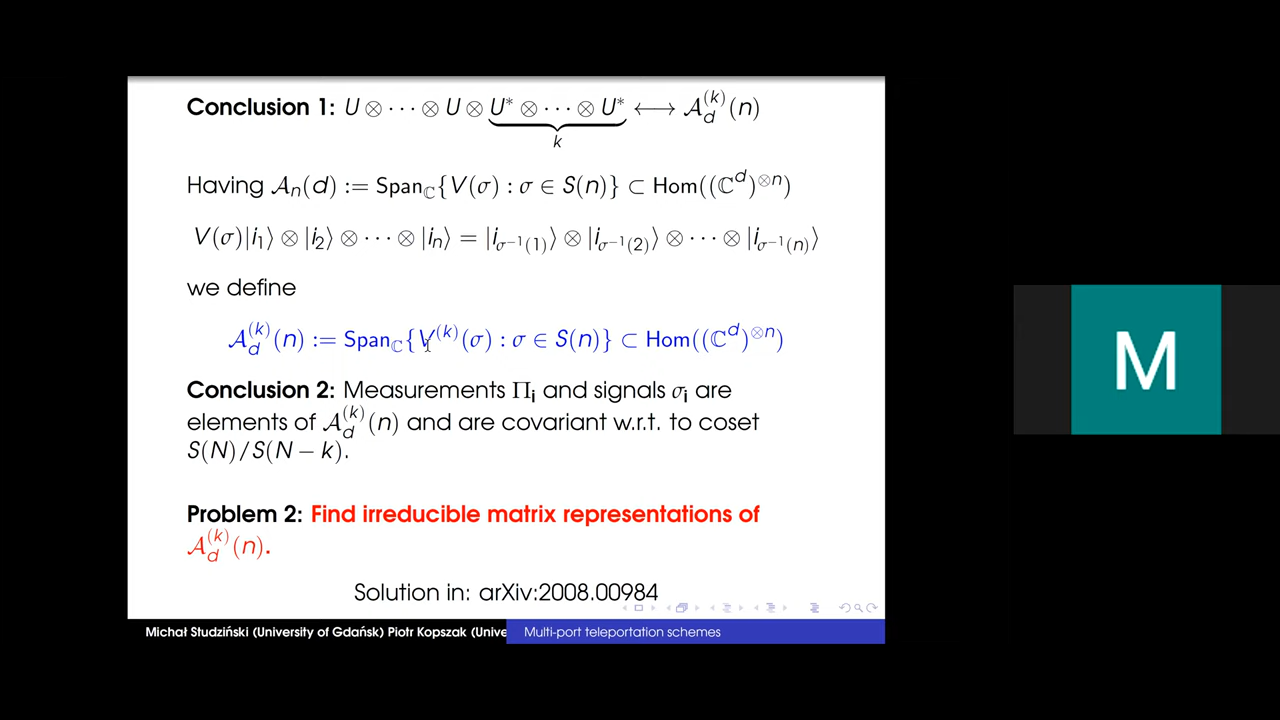 Conclusion 1: U ⊗ ⋯ ⊗ U ⊗ U* ⊗ ⋯ ⊗ U* ⟷ 𝒜_d^(k)(n)
k
Having 𝒜_n(d) := Span_ℂ{V(σ) : σ ∈ S(n)} ⊂ Hom((ℂ^d)^⊗n)
V(σ)|i_1⟩ ⊗ |i_2⟩ ⊗ ⋯ ⊗ |i_n⟩ = |i_σ⁻¹(1)⟩ ⊗ |i_σ⁻¹(2)⟩ ⊗ ⋯ ⊗ |i_σ⁻¹(n)⟩
we define
𝒜_d^(k)(n) := Span_ℂ{V^(k)(σ) : σ ∈ S(n)} ⊂ Hom((ℂ^d)^⊗n)
Conclusion 2: Measurements Π_i and signals σ_i are
elements of 𝒜_d^(k)(n) and are covariant w.r.t. to coset
S(N)/S(N − k).
Problem 2: Find irreducible matrix representations of
𝒜_d^(k)(n).
Solution in: arXiv:2008.00984
Michał Studziński (University of Gdańsk) Piotr Kopszak (Unive
Multi-port teleportation schemes
M